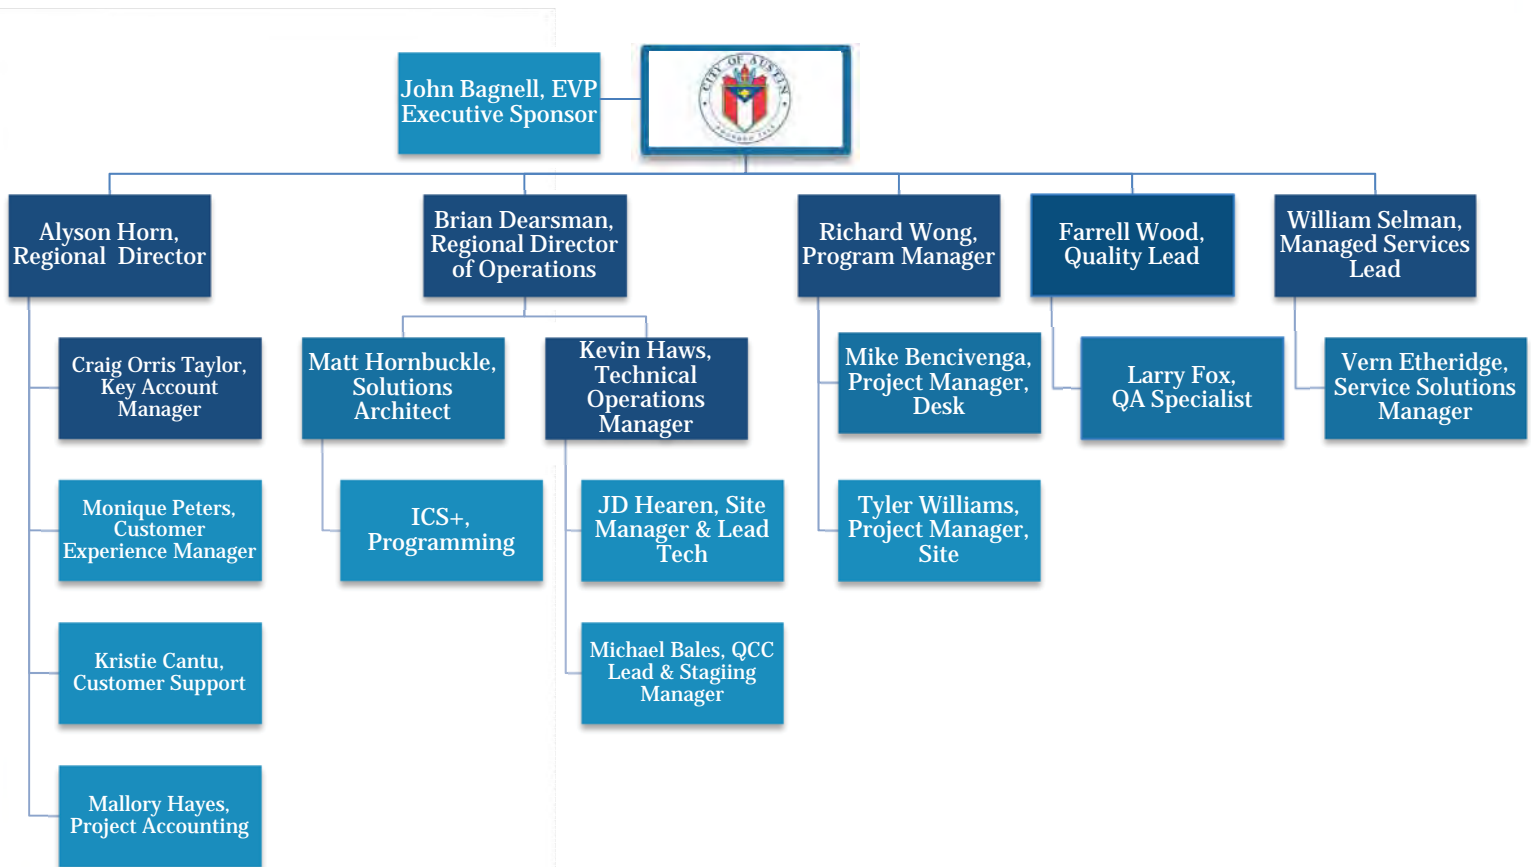 John Bagnell, EVP
Executive Sponsor
CITY OF AUSTIN
Alyson Horn,
Regional Director
Brian Dearsman,
Regional Director
of Operations
Richard Wong,
Program Manager
Farrell Wood,
Quality Lead
William Selman,
Managed Services
Lead
Craig Orris Taylor,
Key Account
Manager
Matt Hornbuckle,
Solutions
Architect
Kevin Haws,
Technical
Operations
Manager
Mike Bencivenga,
Project Manager,
Desk
Larry Fox,
QA Specialist
Vern Etheridge,
Service Solutions
Manager
Monique Peters,
Customer
Experience Manager
ICS+,
Programming
JD Hearen, Site
Manager & Lead
Tech
Tyler Williams,
Project Manager,
Site
Kristie Cantu,
Customer Support
Michael Bales, QCC
Lead & Stagiing
Manager
Mallory Hayes,
Project Accounting